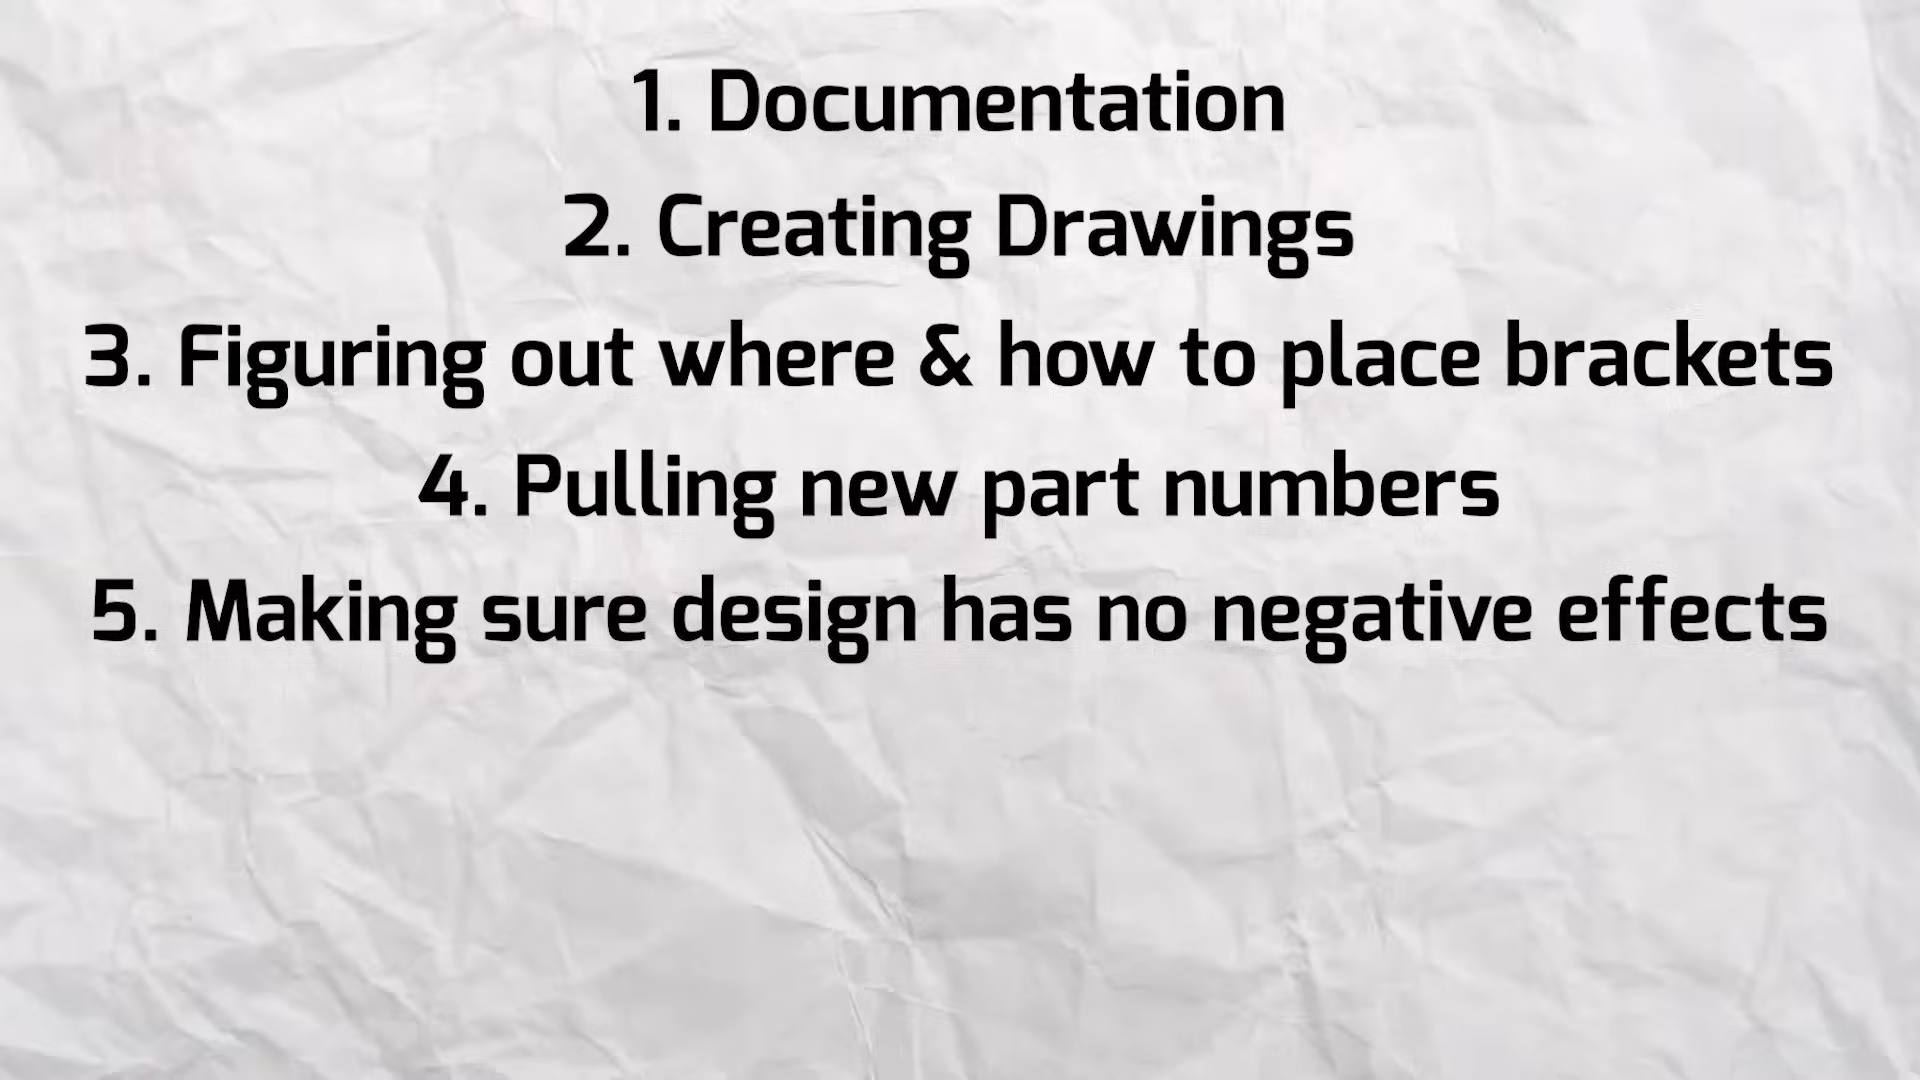 1. Documentation
2. Creating Drawings
3. Figuring out where & how to place brackets
4. Pulling new part numbers
5. Making sure design has no negative effects